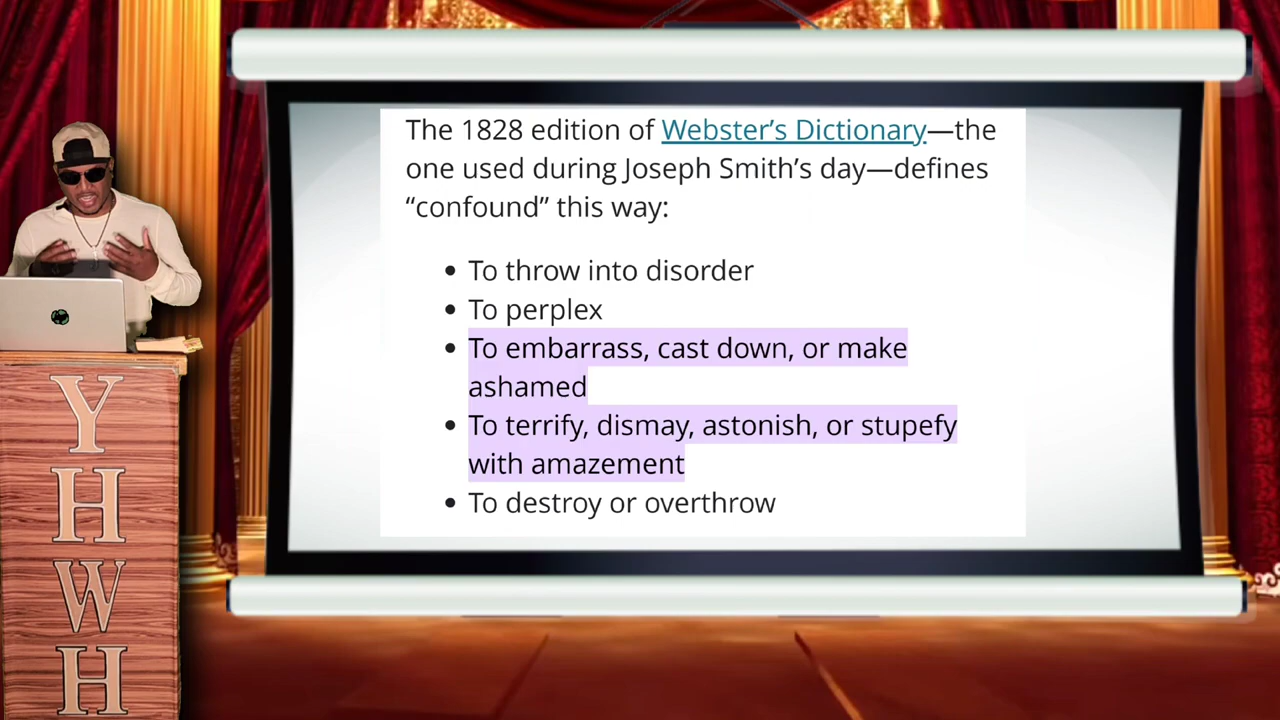 The 1828 edition of Webster's Dictionary—the
one used during Joseph Smith's day—defines
“confound” this way:
• To throw into disorder
• To perplex
• To embarrass, cast down, or make
ashamed
• To terrify, dismay, astonish, or stupefy
with amazement
• To destroy or overthrow
Y
H
W
H